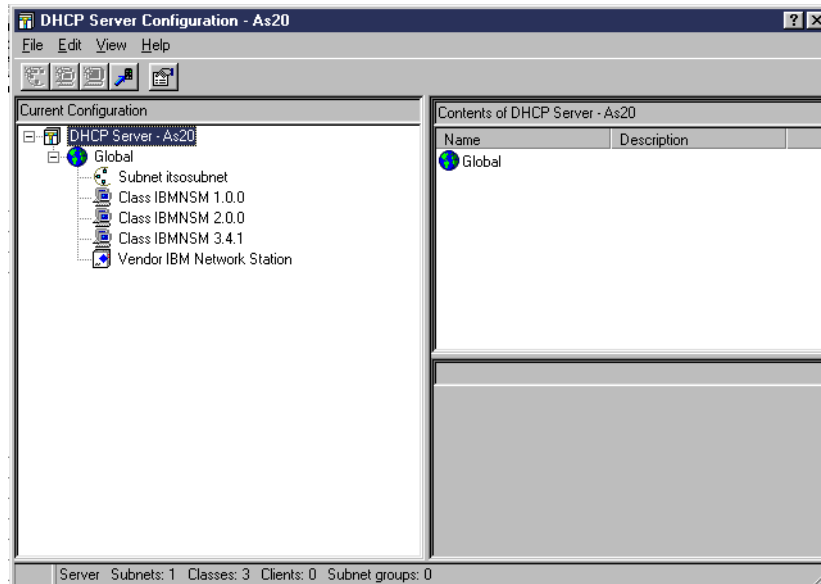 DHCP Server Configuration - As20
File Edit View Help
Current Configuration
DHCP Server - As20
Global
Subnet itsosubnet
Class IBMNSM 1.0.0
Class IBMNSM 2.0.0
Class IBMNSM 3.4.1
Vendor IBM Network Station
Contents of DHCP Server - As20
Name Description
Global
Server Subnets: 1 Classes: 3 Clients: 0 Subnet groups: 0